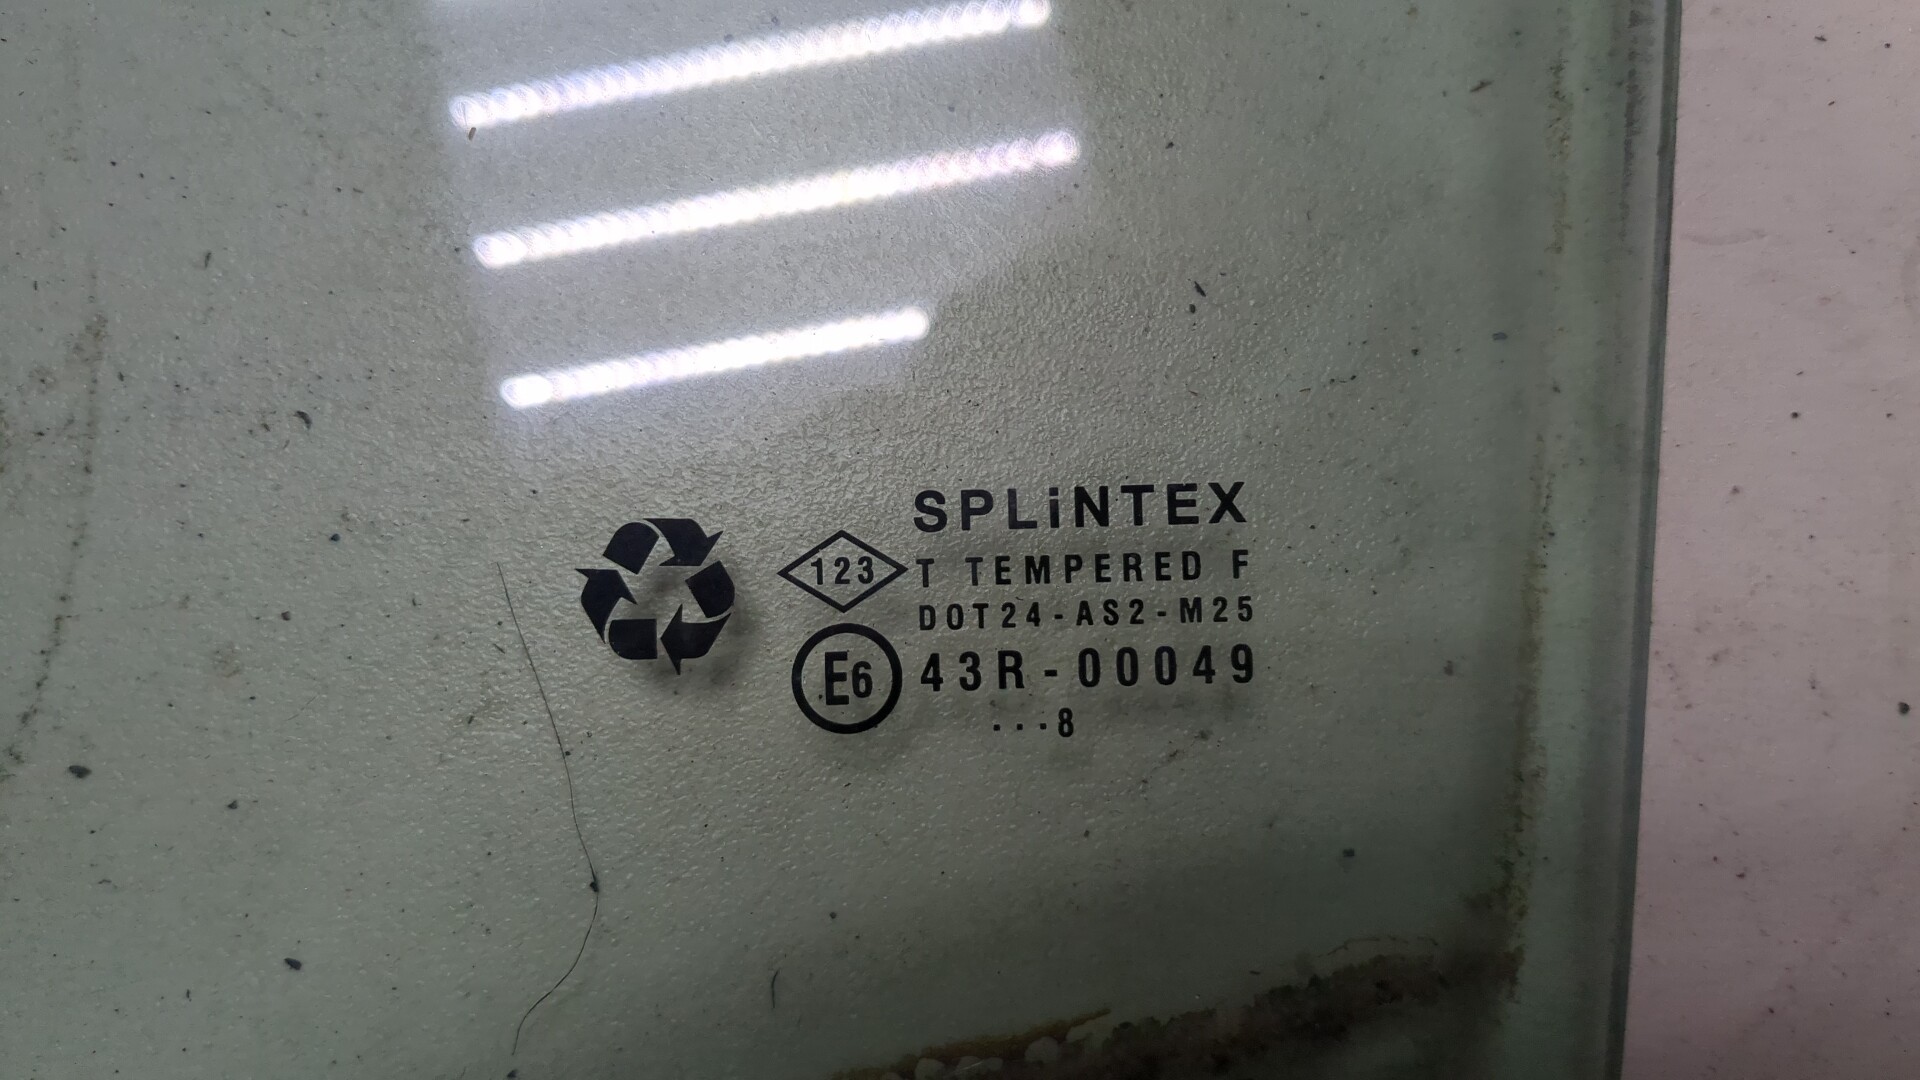 SPLiNTEX
123 T TEMPERED F
DOT24-AS2-M25
E6 43R-00049
...8